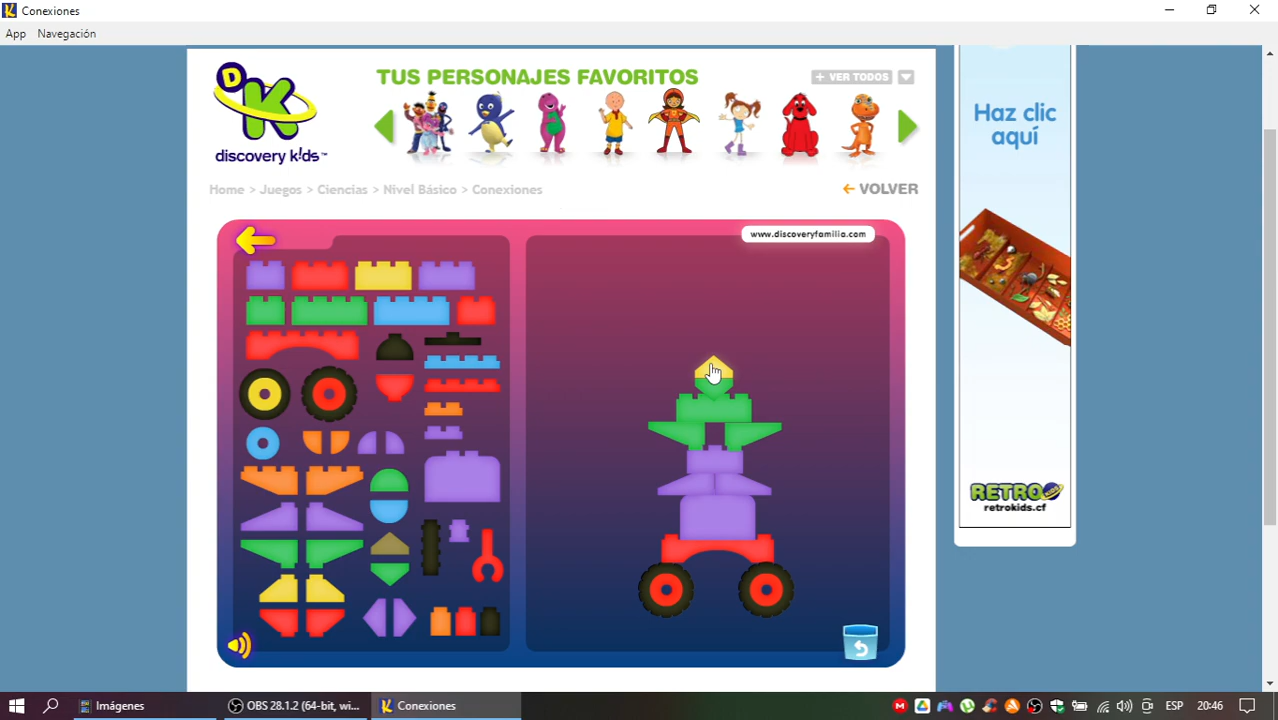 Conexiones
App Navegación
TUS PERSONAJES FAVORITOS
+ VER TODOS
D
K
discovery kids™
Home > Juegos > Ciencias > Nivel Básico > Conexiones
VOLVER
www.discoveryfamilia.com
Haz clic
aquí
RETRO
retrokids.cf
Imágenes
OBS 28.1.2 (64-bit, wi...
Conexiones
ESP
20:46